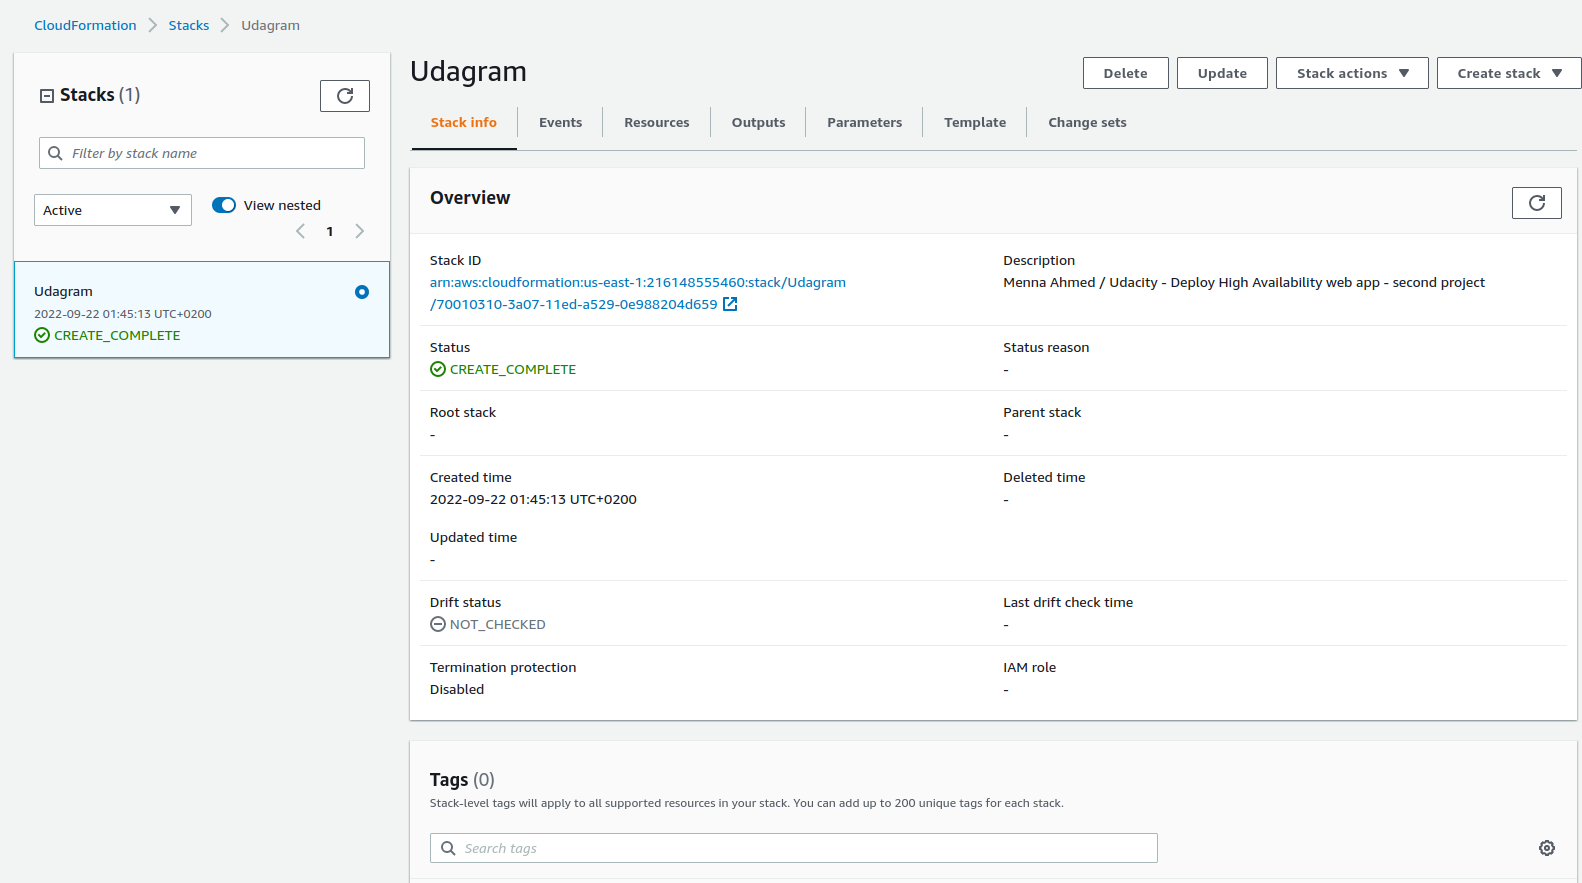 CloudFormation > Stacks > Udagram
Stacks (1)
Filter by stack name
Active
View nested
1
Udagram
2022-09-22 01:45:13 UTC+0200
CREATE_COMPLETE
Udagram
Delete
Update
Stack actions
Create stack
Stack info
Events
Resources
Outputs
Parameters
Template
Change sets
Overview
Stack ID
arn:aws:cloudformation:us-east-1:216148555460:stack/Udagram
/70010310-3a07-11ed-a529-0e988204d659
Description
Menna Ahmed / Udacity - Deploy High Availability web app - second project
Status
CREATE_COMPLETE
Status reason
-
Root stack
-
Parent stack
-
Created time
2022-09-22 01:45:13 UTC+0200
Deleted time
-
Updated time
-
Drift status
NOT_CHECKED
Last drift check time
-
Termination protection
Disabled
IAM role
-
Tags (0)
Stack-level tags will apply to all supported resources in your stack. You can add up to 200 unique tags for each stack.
Search tags